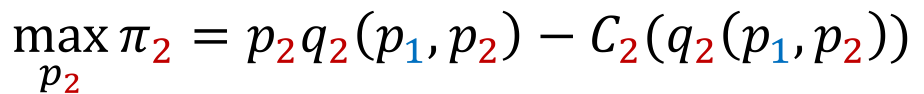 max π₂ = p₂q₂(p₁, p₂) − C₂(q₂(p₁, p₂))
p₂